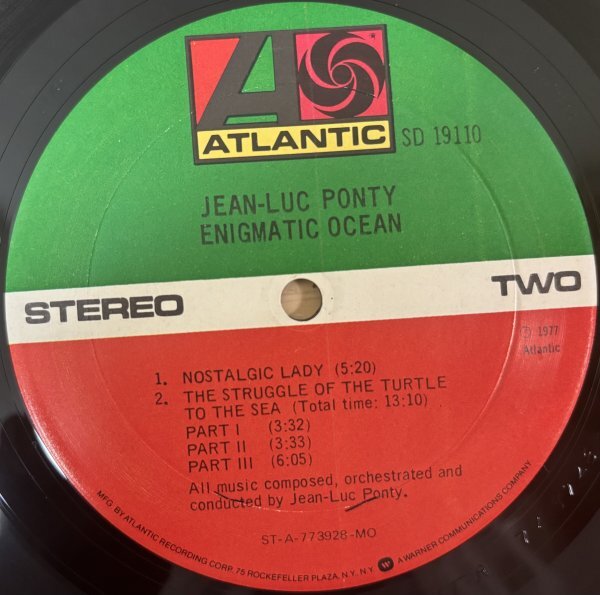 ATLANTIC
SD 19110
JEAN-LUC PONTY
ENIGMATIC OCEAN
STEREO
TWO
℗ 1977
Atlantic
1. NOSTALGIC LADY (5:20)
2. THE STRUGGLE OF THE TURTLE
TO THE SEA (Total time: 13:10)
PART I (3:32)
PART II (3:33)
PART III (6:05)
All music composed, orchestrated and
conducted by Jean-Luc Ponty.
ST-A-773928-MO
MFG. BY ATLANTIC RECORDING CORP. 75 ROCKEFELLER PLAZA, N.Y. N.Y. A WARNER COMMUNICATIONS COMPANY